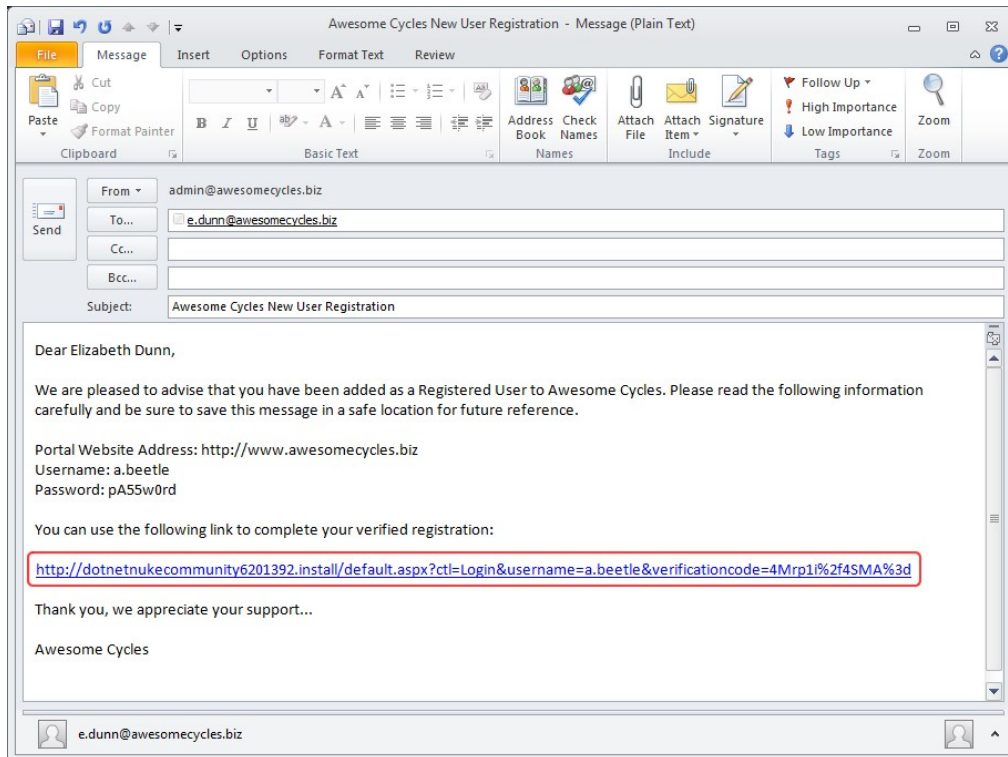 Awesome Cycles New User Registration - Message (Plain Text)
File Message Insert Options Format Text Review
Paste
Cut
Copy
Format Painter
Clipboard
B I U ab A
Basic Text
Address Book
Check Names
Names
Attach File
Attach Item
Signature
Include
Follow Up
High Importance
Low Importance
Tags
Zoom
Zoom
Send
From admin@awesomecycles.biz
To... e.dunn@awesomecycles.biz
Cc...
Bcc...
Subject: Awesome Cycles New User Registration
Dear Elizabeth Dunn,
We are pleased to advise that you have been added as a Registered User to Awesome Cycles. Please read the following information
carefully and be sure to save this message in a safe location for future reference.
Portal Website Address: http://www.awesomecycles.biz
Username: a.beetle
Password: pA55w0rd
You can use the following link to complete your verified registration:
http://dotnetnukecommunity6201392.install/default.aspx?ctl=Login&username=a.beetle&verificationcode=4Mrp1i%2f4SMA%3d
Thank you, we appreciate your support...
Awesome Cycles
e.dunn@awesomecycles.biz